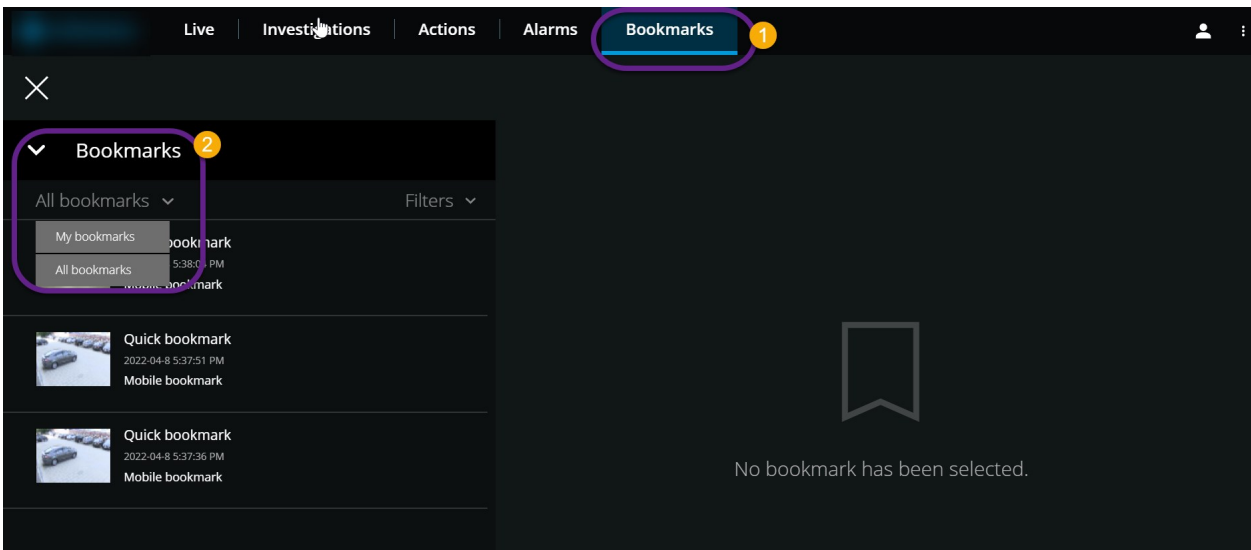 Live Investigations Actions Alarms Bookmarks 1
Bookmarks 2
All bookmarks Filters
My bookmarks
All bookmarks
bookmark
PM
Mobile bookmark
Quick bookmark
2022-04-8 5:37:51 PM
Mobile bookmark
Quick bookmark
2022-04-8 5:37:36 PM
Mobile bookmark
No bookmark has been selected.